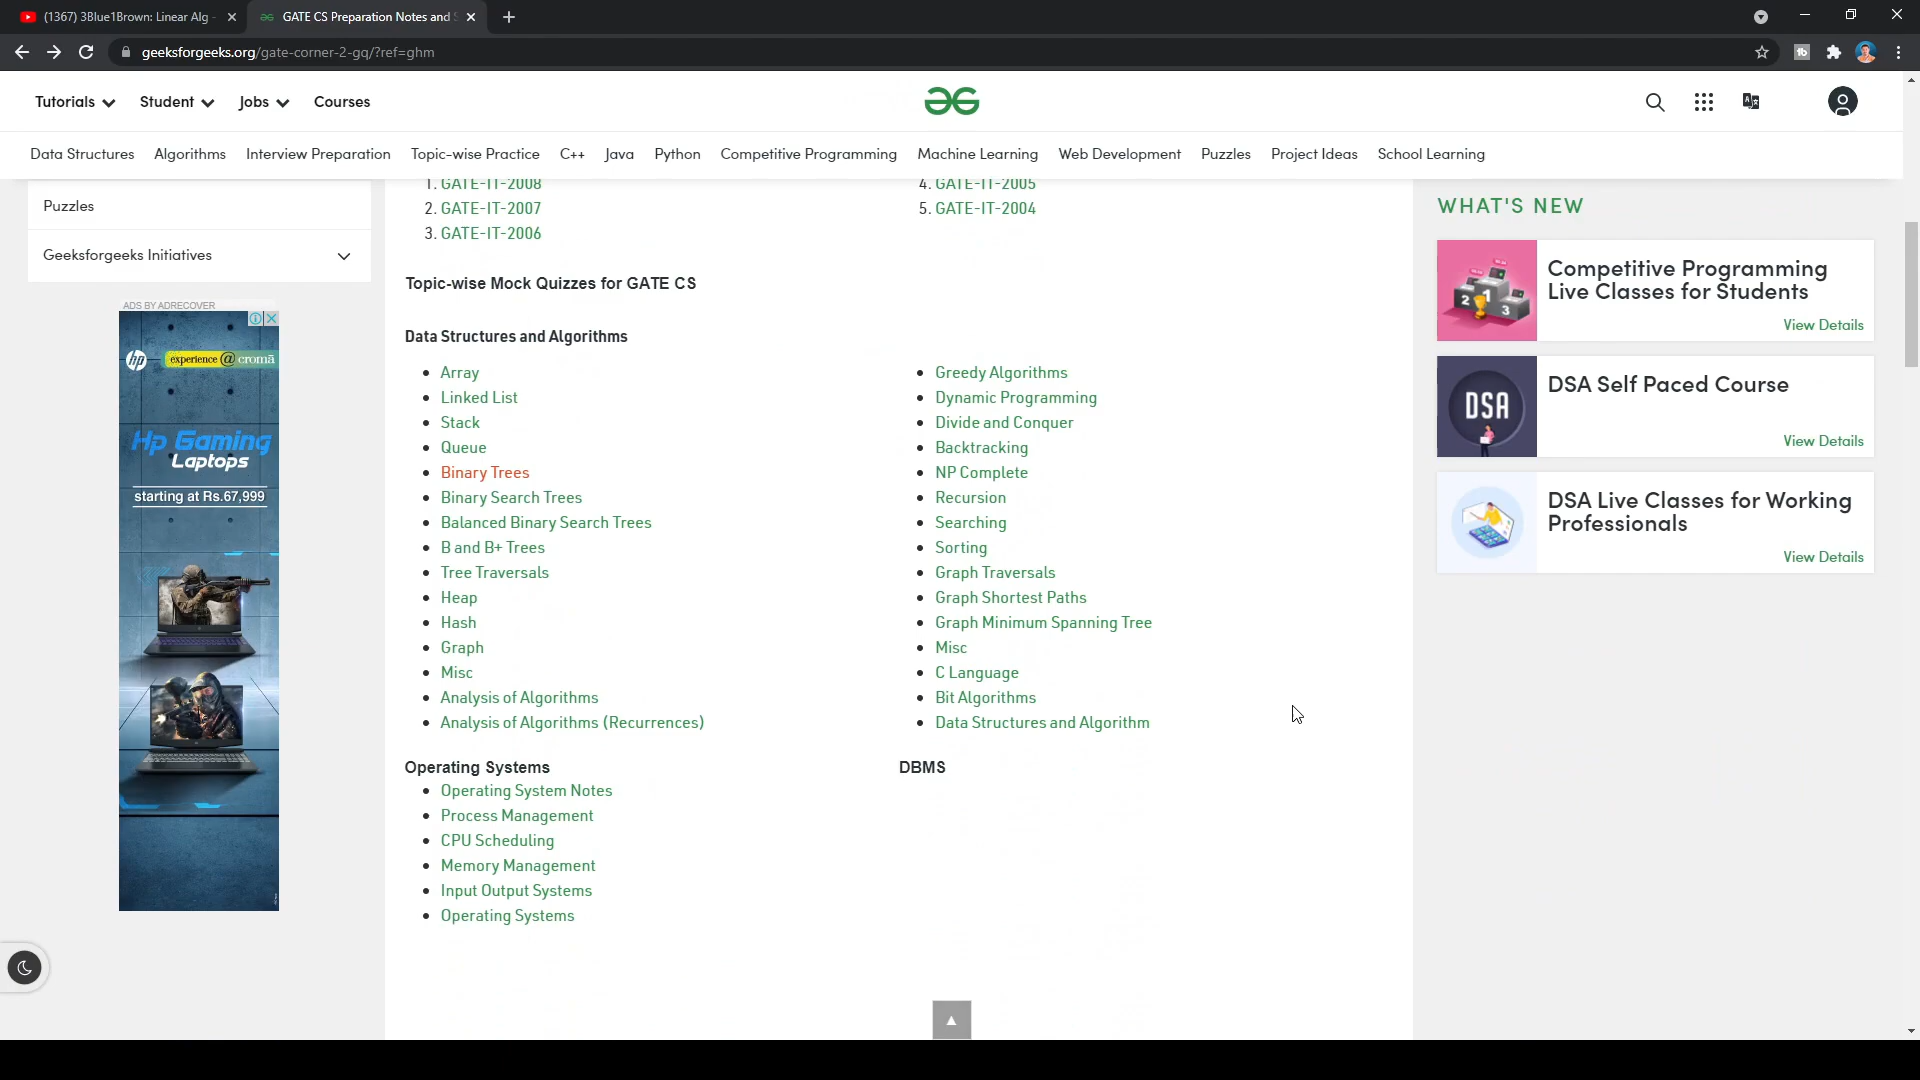 (1367) 3Blue1Brown: Linear Alg
GATE CS Preparation Notes and S
geeksforgeeks.org/gate-corner-2-gq/?ref=ghm
Tutorials
Student
Jobs
Courses
Data Structures
Algorithms
Interview Preparation
Topic-wise Practice
C++
Java
Python
Competitive Programming
Machine Learning
Web Development
Puzzles
Project Ideas
School Learning
Puzzles
Geeksforgeeks Initiatives
ADS BY ADRECOVER
hp experience @ cromā
Hp Gaming
Laptops
starting at Rs.67,999
1. GATE-IT-2008
2. GATE-IT-2007
3. GATE-IT-2006
4. GATE-IT-2005
5. GATE-IT-2004
Topic-wise Mock Quizzes for GATE CS
Data Structures and Algorithms
Array
Linked List
Stack
Queue
Binary Trees
Binary Search Trees
Balanced Binary Search Trees
B and B+ Trees
Tree Traversals
Heap
Hash
Graph
Misc
Analysis of Algorithms
Analysis of Algorithms (Recurrences)
Greedy Algorithms
Dynamic Programming
Divide and Conquer
Backtracking
NP Complete
Recursion
Searching
Sorting
Graph Traversals
Graph Shortest Paths
Graph Minimum Spanning Tree
Misc
C Language
Bit Algorithms
Data Structures and Algorithm
Operating Systems
Operating System Notes
Process Management
CPU Scheduling
Memory Management
Input Output Systems
Operating Systems
DBMS
WHAT'S NEW
2 1 3
Competitive Programming
Live Classes for Students
View Details
DSA
DSA Self Paced Course
View Details
DSA Live Classes for Working
Professionals
View Details